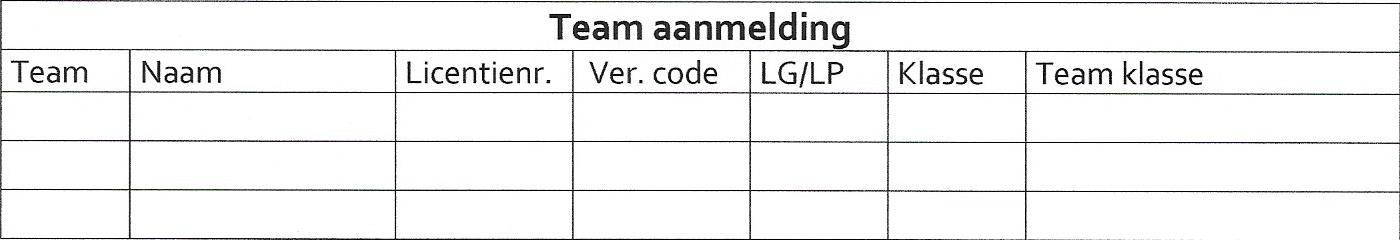 Team aanmelding
Team Naam Licentienr. Ver. code LG/LP Klasse Team klasse